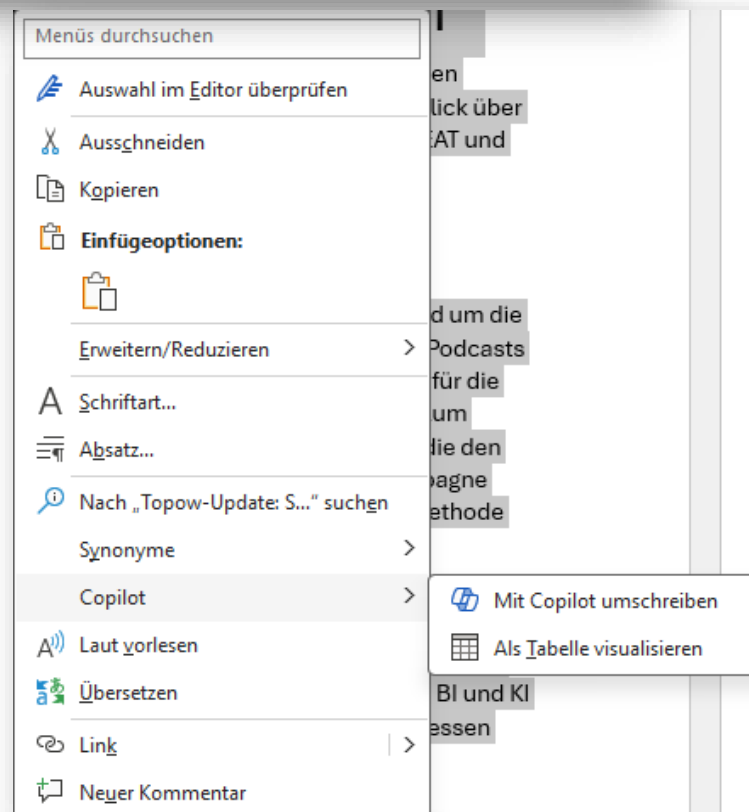 Menüs durchsuchen
Auswahl im Editor überprüfen
Ausschneiden
Kopieren
Einfügeoptionen:
Erweitern/Reduzieren
Schriftart...
Absatz...
Nach „Topow-Update: S..." suchen
Synonyme
Copilot
Laut vorlesen
Übersetzen
Link
Neuer Kommentar
Mit Copilot umschreiben
Als Tabelle visualisieren
en
lick über
EAT und
d um die
Podcasts
für die
um
die den
pagne
ethode
BI und KI
essen